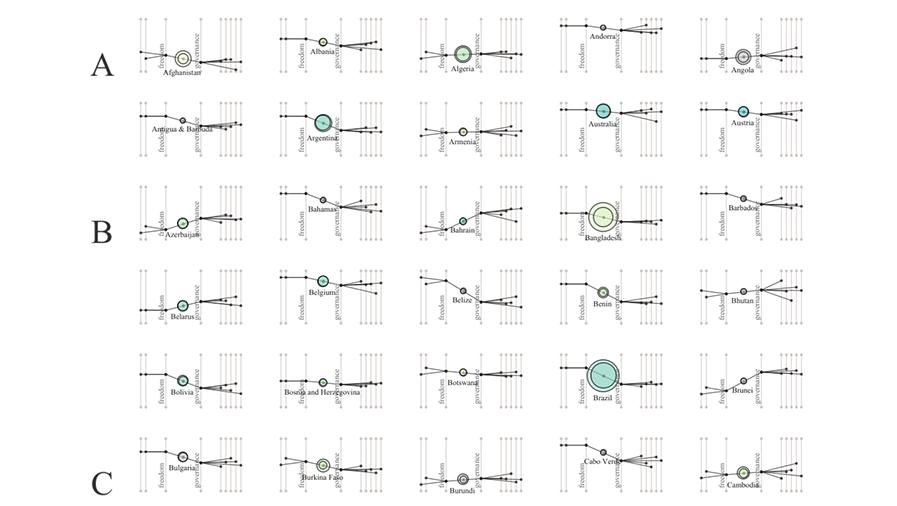 A
freedom governance Afghanistan
freedom governance Albania
freedom governance Algeria
freedom governance Andorra
freedom governance Angola
freedom governance Antigua & Barbuda
freedom governance Argentina
freedom governance Armenia
freedom governance Australia
freedom governance Austria
B
freedom governance Azerbaijan
freedom governance Bahamas
freedom governance Bahrain
freedom governance Bangladesh
freedom governance Barbados
freedom governance Belarus
freedom governance Belgium
freedom governance Belize
freedom governance Benin
freedom governance Bhutan
freedom governance Bolivia
freedom governance Bosnia and Herzegovina
freedom governance Botswana
freedom governance Brazil
freedom governance Brunei
C
freedom governance Bulgaria
freedom governance Burkina Faso
freedom governance Burundi
freedom governance Cabo Verde
freedom governance Cambodia